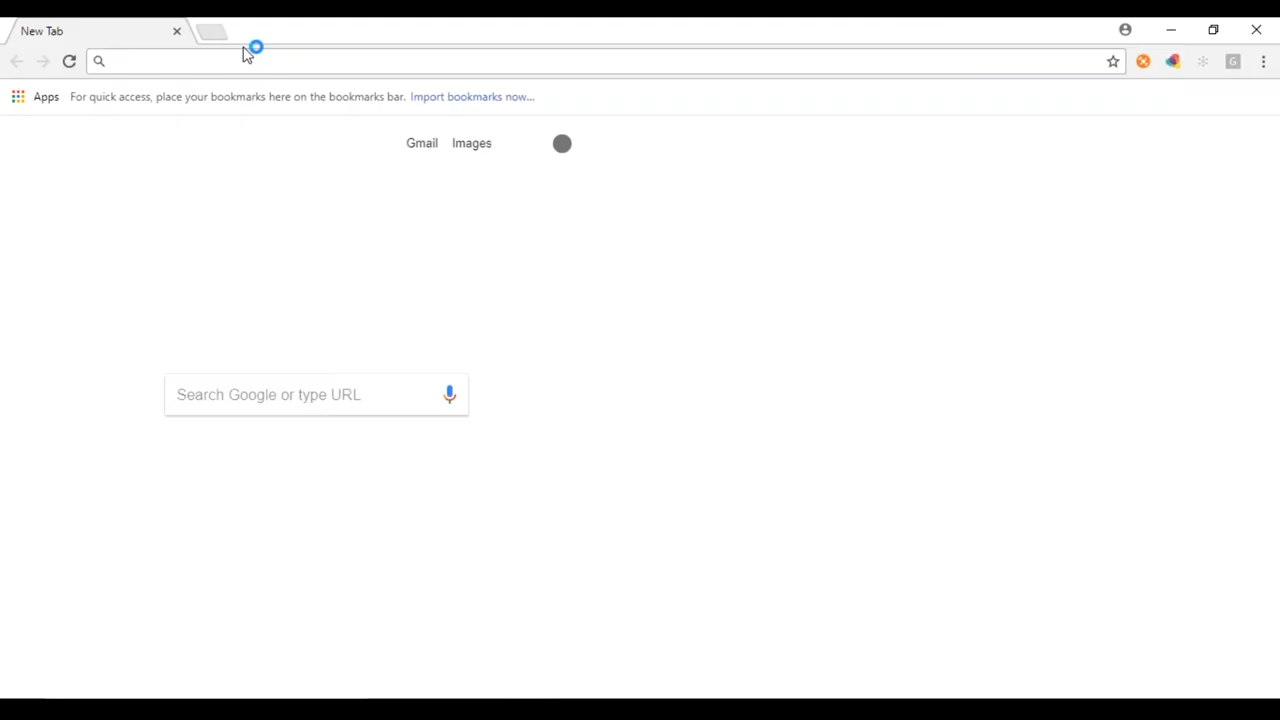 New Tab
Apps For quick access, place your bookmarks here on the bookmarks bar. Import bookmarks now...
Gmail Images
Search Google or type URL
G